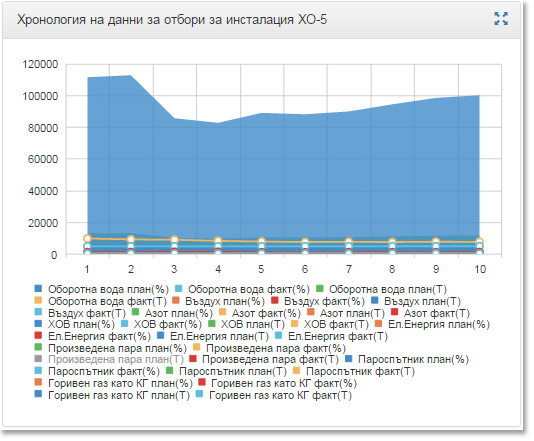 Хронология на данни за отбори за инсталация ХО-5
120000
100000
80000
60000
40000
20000
0
1 2 3 4 5 6 7 8 9 10
Оборотна вода план(%) Оборотна вода факт(%) Оборотна вода план(Т)
Оборотна вода факт(Т) Въздух план(%) Въздух факт(%) Въздух план(Т)
Въздух факт(Т) Азот план(%) Азот факт(%) Азот план(Т) Азот факт(Т)
ХОВ план(%) ХОВ факт(%) ХОВ план(Т) ХОВ факт(Т) Ел.Енергия план(%)
Ел.Енергия факт(%) Ел.Енергия план(Т) Ел.Енергия факт(Т)
Произведена пара план(%) Произведена пара факт(%)
Произведена пара план(Т) Произведена пара факт(Т) Пароспътник план(%)
Пароспътник факт(%) Пароспътник план(Т) Пароспътник факт(Т)
Горивен газ като КГ план(%) Горивен газ като КГ факт(%)
Горивен газ като КГ план(Т) Горивен газ като КГ факт(Т)